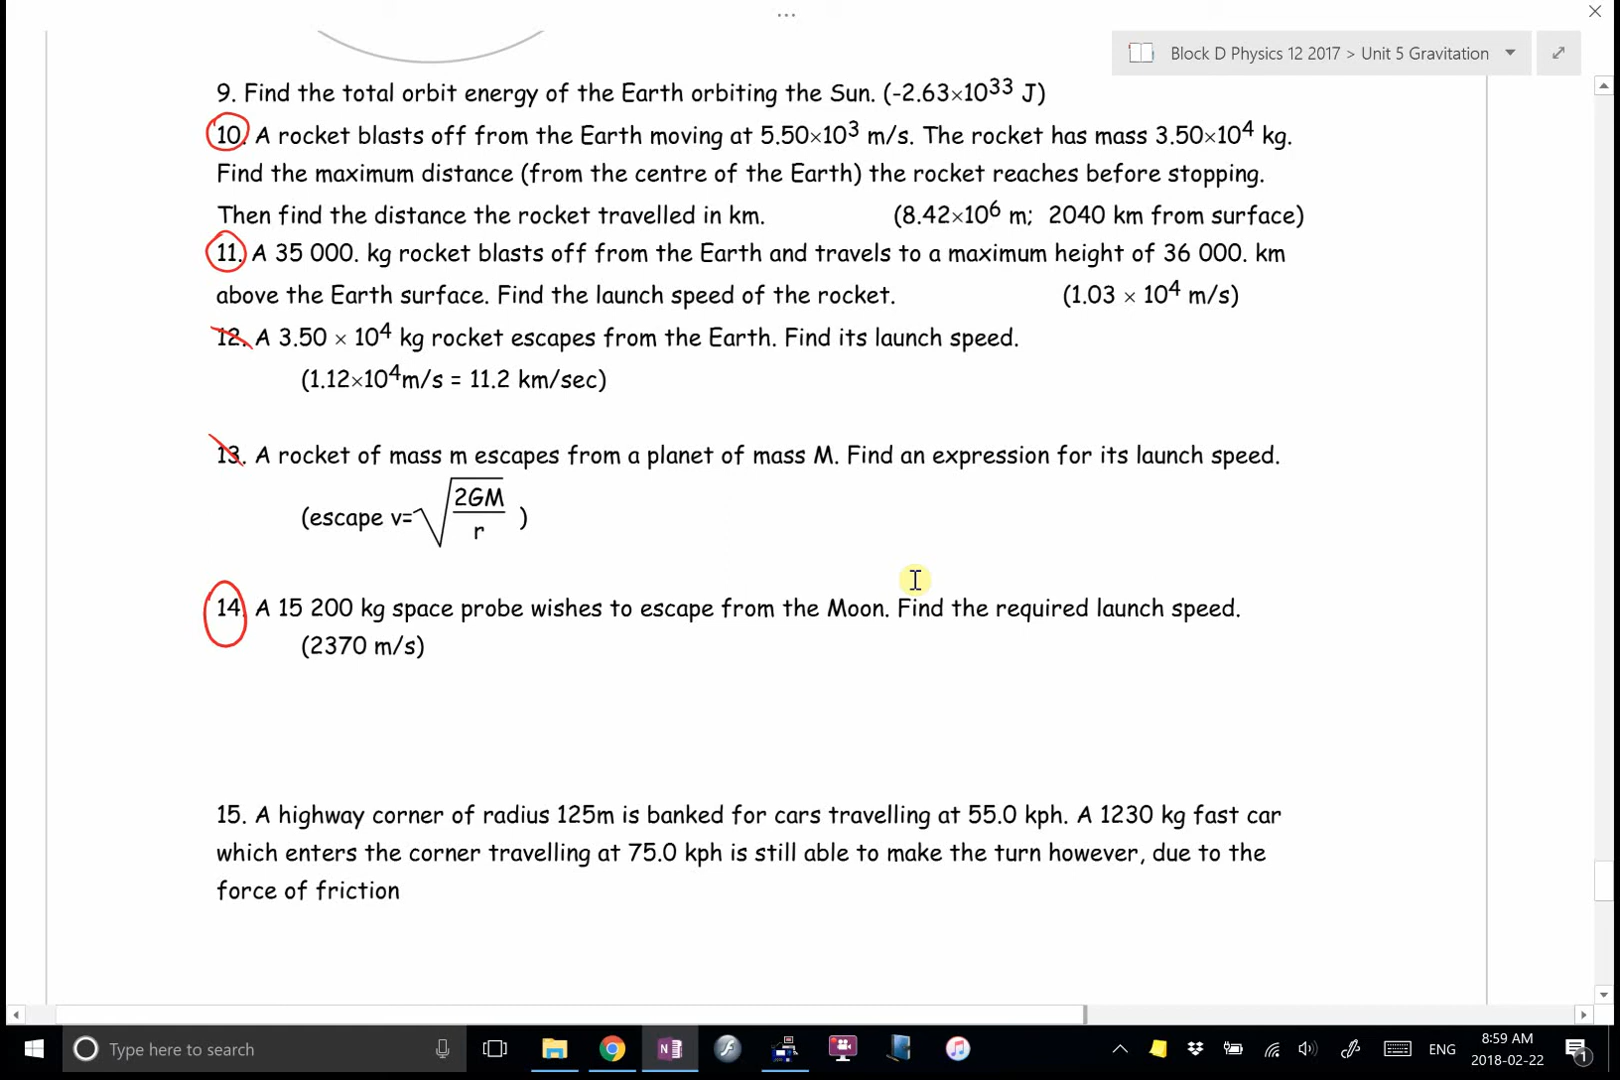 ...
Block D Physics 12 2017 > Unit 5 Gravitation
9. Find the total orbit energy of the Earth orbiting the Sun. (-2.63×10³³ J)
10. A rocket blasts off from the Earth moving at 5.50×10³ m/s. The rocket has mass 3.50×10⁴ kg.
Find the maximum distance (from the centre of the Earth) the rocket reaches before stopping.
Then find the distance the rocket travelled in km. (8.42×10⁶ m; 2040 km from surface)
11. A 35 000. kg rocket blasts off from the Earth and travels to a maximum height of 36 000. km
above the Earth surface. Find the launch speed of the rocket. (1.03 × 10⁴ m/s)
12. A 3.50 × 10⁴ kg rocket escapes from the Earth. Find its launch speed.
(1.12×10⁴m/s = 11.2 km/sec)
13. A rocket of mass m escapes from a planet of mass M. Find an expression for its launch speed.
(escape v=√(2GM/r) )
14. A 15 200 kg space probe wishes to escape from the Moon. Find the required launch speed.
(2370 m/s)
15. A highway corner of radius 125m is banked for cars travelling at 55.0 kph. A 1230 kg fast car
which enters the corner travelling at 75.0 kph is still able to make the turn however, due to the
force of friction
Type here to search
N
ENG
8:59 AM
2018-02-22
1